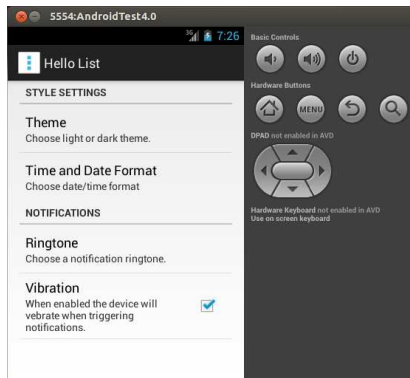 5554:AndroidTest4.0
3G 7:26
Hello List
STYLE SETTINGS
Theme
Choose light or dark theme.
Time and Date Format
Choose date/time format
NOTIFICATIONS
Ringtone
Choose a notification ringtone.
Vibration
When enabled the device will
vebrate when triggering
notifications.
Basic Controls
Hardware Buttons
MENU
DPAD not enabled in AVD
Hardware Keyboard not enabled in AVD
Use on screen keyboard